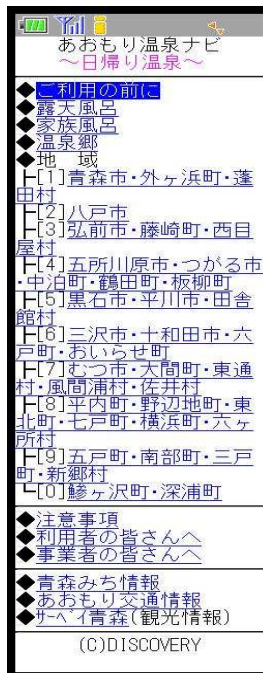 あおもり温泉ナビ
～日帰り温泉～
◆ご利用の前に
◆露天風呂
◆家族風呂
◆温泉郷
◆地　域
├[1]青森市・外ヶ浜町・蓬
田村
├[2]八戸市
├[3]弘前市・藤崎町・西目
屋村
├[4]五所川原市・つがる市
・中泊町・鶴田町・板柳町
├[5]黒石市・平川市・田舎
館村
├[6]三沢市・十和田市・六
戸町・おいらせ町
├[7]むつ市・大間町・東通
村・風間浦村・佐井村
├[8]平内町・野辺地町・東
北町・七戸町・横浜町・六ヶ
所村
├[9]五戸町・南部町・三戸
町・新郷村
└[0]鰺ヶ沢町・深浦町
◆注意事項
◆利用者の皆さんへ
◆事業者の皆さんへ
◆青森みち情報
◆あおもり交通情報
◆ｻｰﾍﾞｲ青森(観光情報)
(C)DISCOVERY